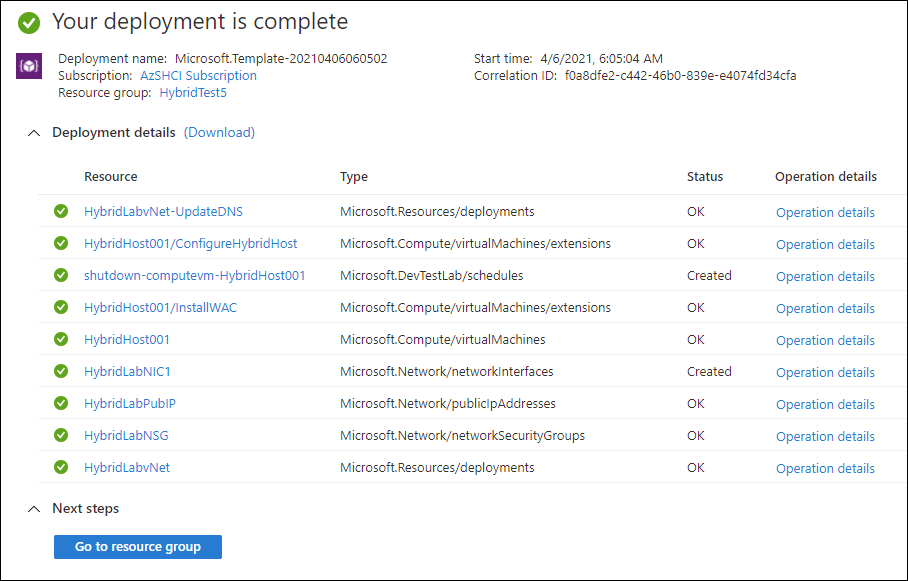 Your deployment is complete
Deployment name: Microsoft.Template-20210406060502 Start time: 4/6/2021, 6:05:04 AM
Subscription: AzSHCI Subscription Correlation ID: f0a8dfe2-c442-46b0-839e-e4074fd34cfa
Resource group: HybridTest5
Deployment details (Download)
Resource Type Status Operation details
HybridLabvNet-UpdateDNS Microsoft.Resources/deployments OK Operation details
HybridHost001/ConfigureHybridHost Microsoft.Compute/virtualMachines/extensions OK Operation details
shutdown-computevm-HybridHost001 Microsoft.DevTestLab/schedules Created Operation details
HybridHost001/InstallWAC Microsoft.Compute/virtualMachines/extensions OK Operation details
HybridHost001 Microsoft.Compute/virtualMachines OK Operation details
HybridLabNIC1 Microsoft.Network/networkInterfaces Created Operation details
HybridLabPubIP Microsoft.Network/publicIpAddresses OK Operation details
HybridLabNSG Microsoft.Network/networkSecurityGroups OK Operation details
HybridLabvNet Microsoft.Resources/deployments OK Operation details
Next steps
Go to resource group